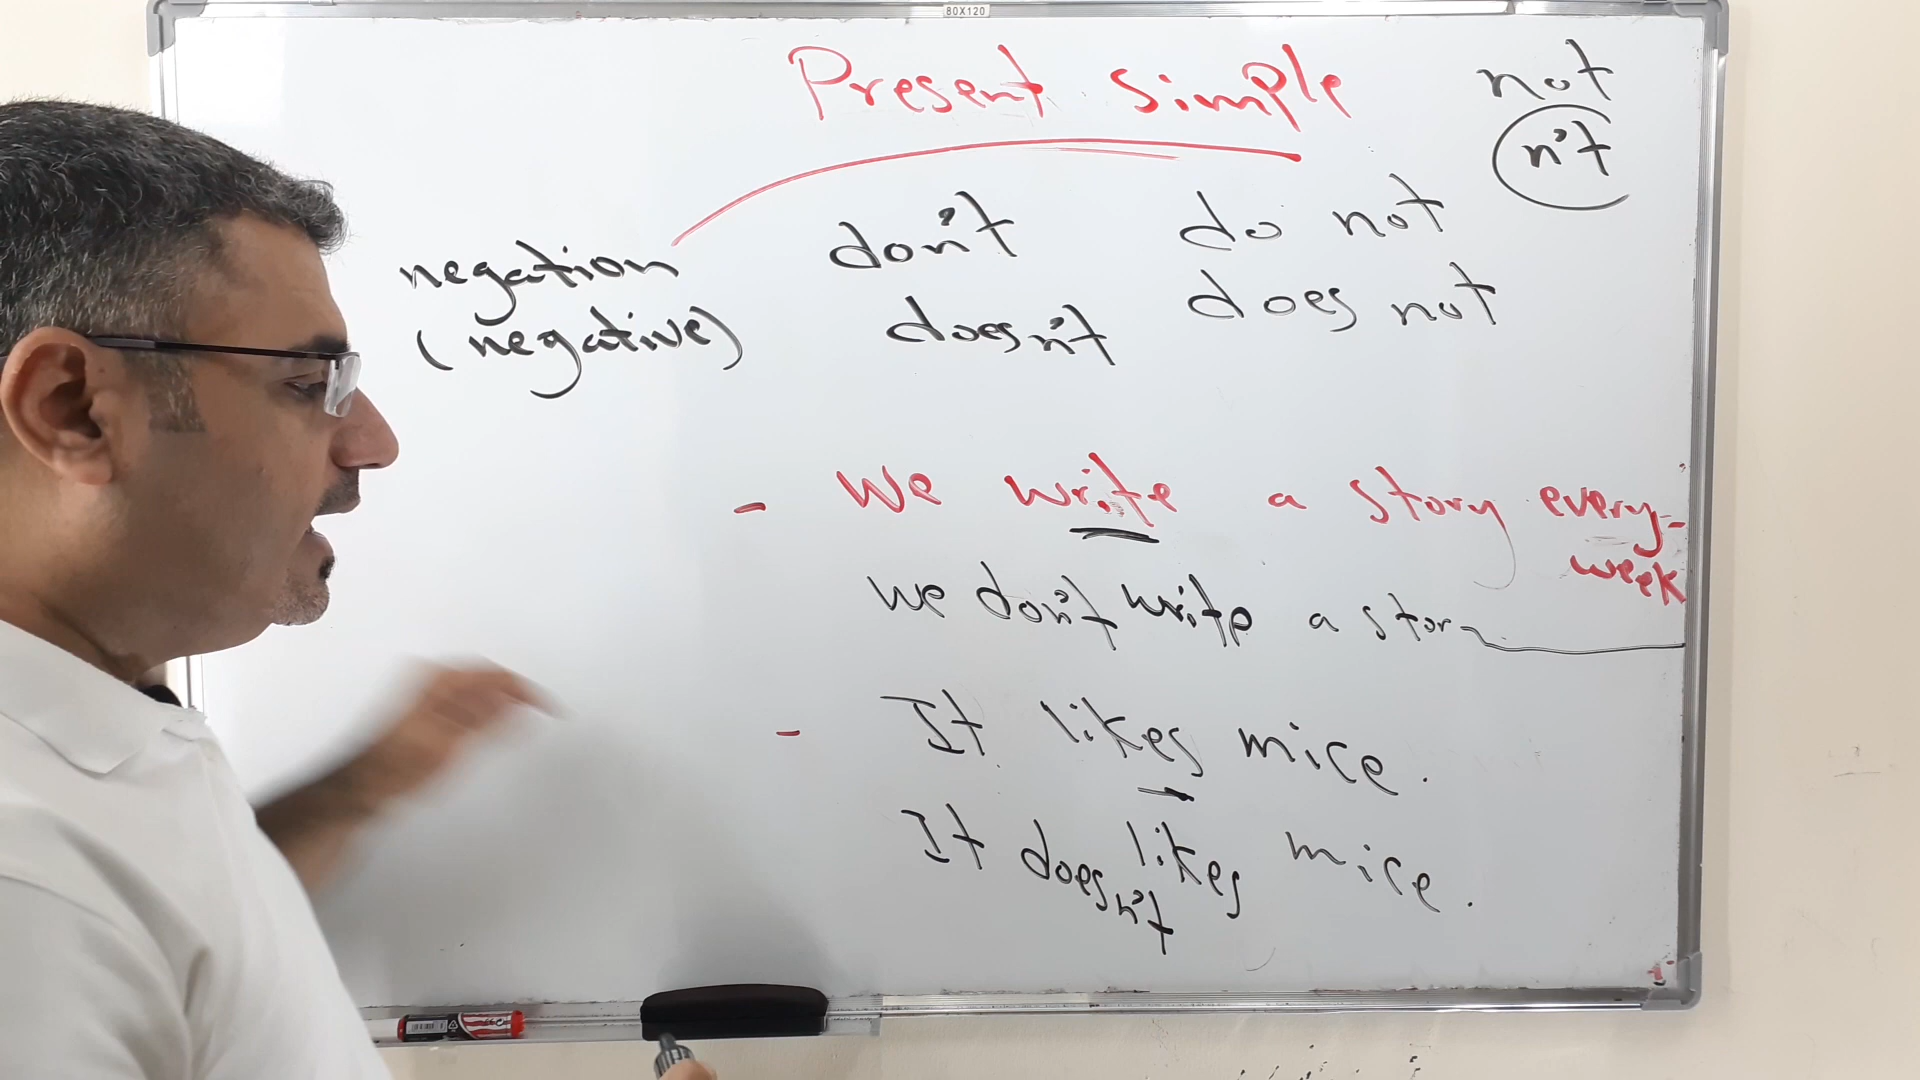 80X120
Present simple
not
n't
negation
(negative)
don't
do not
doesn't
does not
- We write a story every-
week
We don't write a stor
- It likes mice.
It doesn't likes mice.